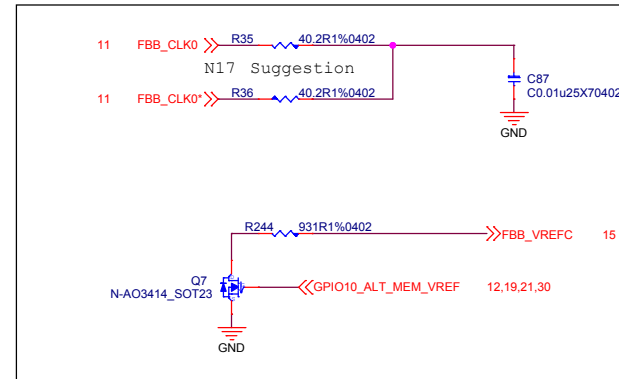 11 FBB_CLK0 R35 40.2R1%0402
N17 Suggestion
11 FBB_CLK0* R36 40.2R1%0402
C87
C0.01u25X70402
GND
R244 931R1%0402
FBB_VREFC 15
Q7
N-AO3414_SOT23
GPIO10_ALT_MEM_VREF 12,19,21,30
GND